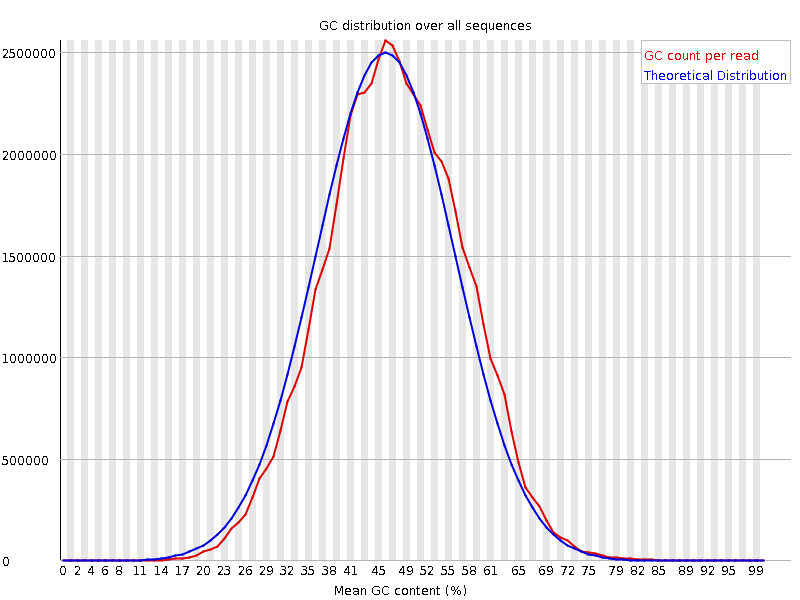 GC distribution over all sequences
GC count per read
Theoretical Distribution
2500000
2000000
1500000
1000000
500000
0
0 2 4 6 8 11 14 17 20 23 26 29 32 35 38 41 45 49 52 55 58 61 65 69 72 75 79 82 85 89 92 95 99
Mean GC content (%)